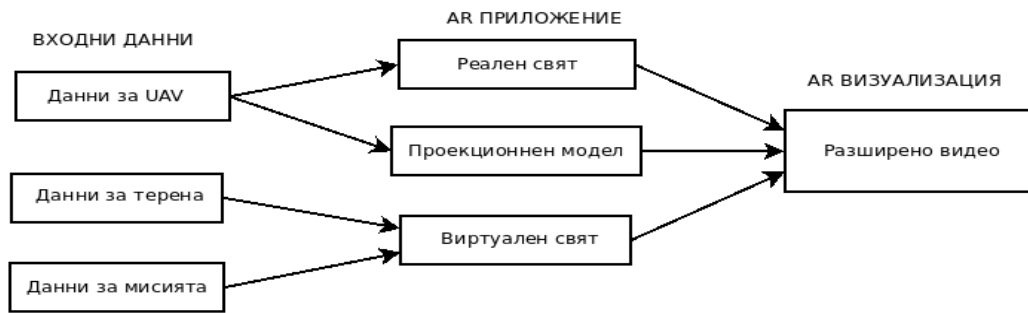 ВХОДНИ ДАННИ
Данни за UAV
Данни за терена
Данни за мисията
AR ПРИЛОЖЕНИЕ
Реален свят
Проекционнен модел
Виртуален свят
AR ВИЗУАЛИЗАЦИЯ
Разширено видео